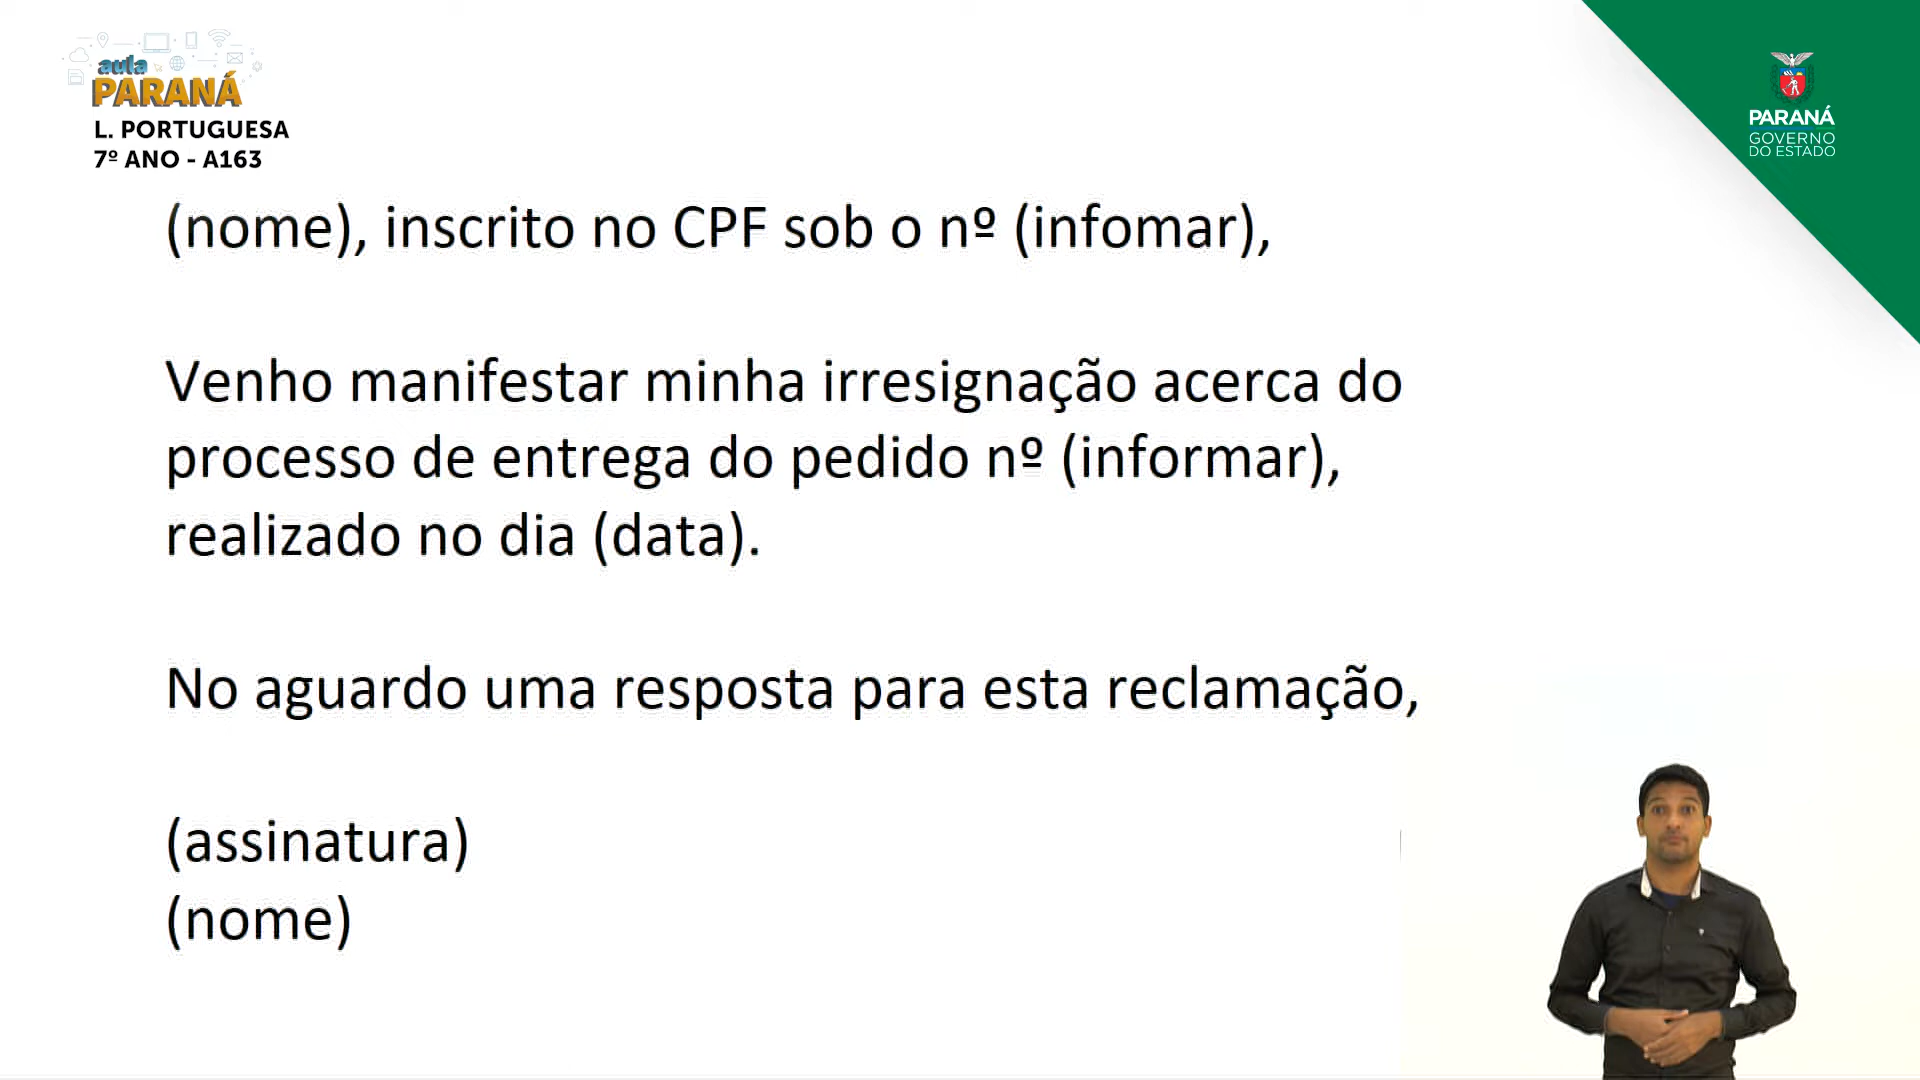 aula
PARANÁ
L. PORTUGUESA
7º ANO - A163
PARANÁ
GOVERNO
DO ESTADO
(nome), inscrito no CPF sob o nº (infomar),
Venho manifestar minha irresignação acerca do
processo de entrega do pedido nº (informar),
realizado no dia (data).
No aguardo uma resposta para esta reclamação,
(assinatura)
(nome)